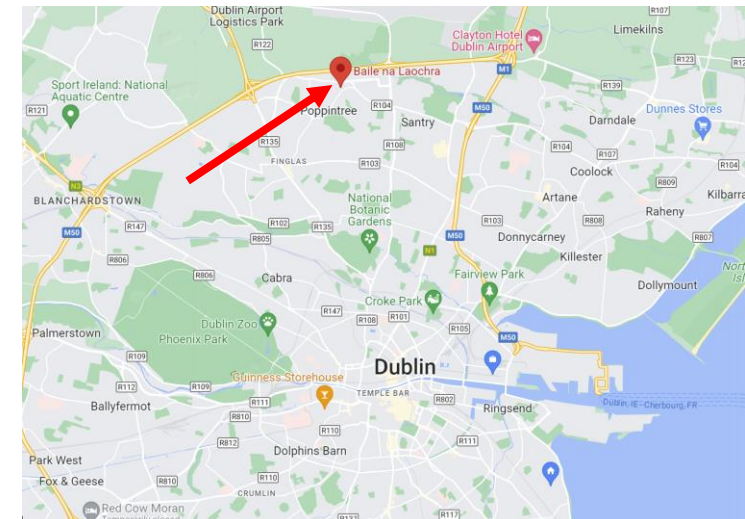 Dublin Airport
Logistics Park
R107
Limekilns
Clayton Hotel
Dublin Airport
R122
R123
Baile na Laochra
M1
Sport Ireland: National
Aquatic Centre
R139
R121
Poppintree
R104
M50
Dunnes Stores
Santry
Darndale
R135
R108
R104
R107
FINGLAS
R103
Coolock
R104
N3
R809
BLANCHARDSTOWN
National
Botanic
Gardens
Artane
Kilbarra
Raheny
M50
R147
R102
R135
R103
R808
R805
M50
Donnycarney
R807
N1
Killester
R806
R806
Cabra
Fairview Park
Dollymount
Croke Park
R147
R108
R101
Dublin Zoo
R105
Phoenix Park
Palmerstown
M50
R109
Dublin
Guinness Storehouse
R112
R109
TEMPLE BAR
R802
Dublin, IE - Cherbourg, FR
Ballyfermot
R111
Ringsend
R810
R110
R812
R111
Dolphins Barn
Park West
Fox & Geese
R810
R110
CRUMLIN
Red Cow Moran
R117